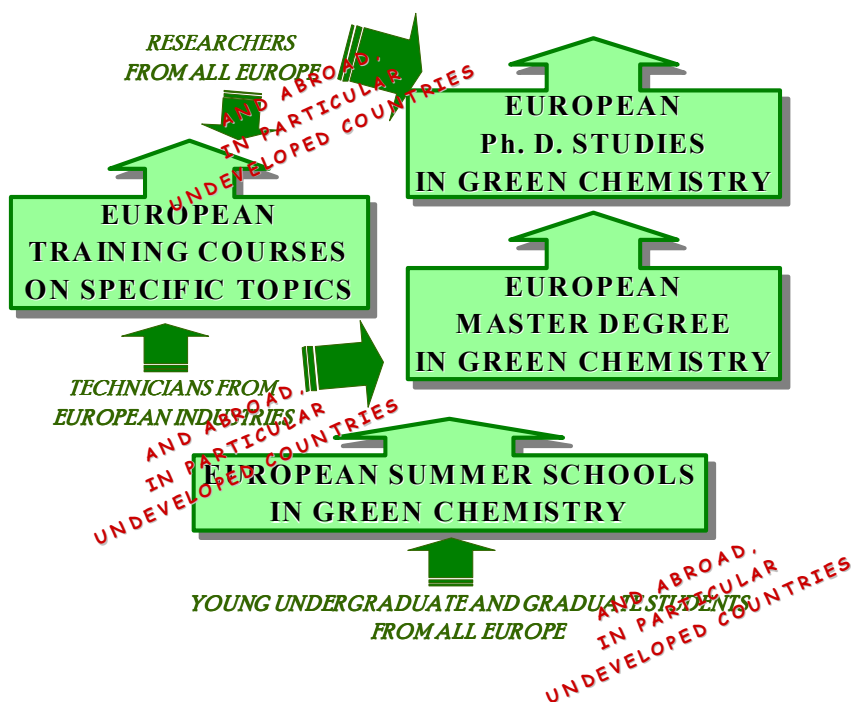 RESEARCHERS
FROM ALL EUROPE
AND ABROAD,
IN PARTICULAR
UNDEVELOPED COUNTRIES
EUROPEAN
Ph. D. STUDIES
IN GREEN CHEMISTRY
EUROPEAN
TRAINING COURSES
ON SPECIFIC TOPICS
EUROPEAN
MASTER DEGREE
IN GREEN CHEMISTRY
TECHNICIANS FROM
EUROPEAN INDUSTRIES
AND ABROAD,
IN PARTICULAR
UNDEVELOPED COUNTRIES
EUROPEAN SUMMER SCHOOLS
IN GREEN CHEMISTRY
YOUNG UNDERGRADUATE AND GRADUATE STUDENTS
FROM ALL EUROPE
AND ABROAD,
IN PARTICULAR
UNDEVELOPED COUNTRIES